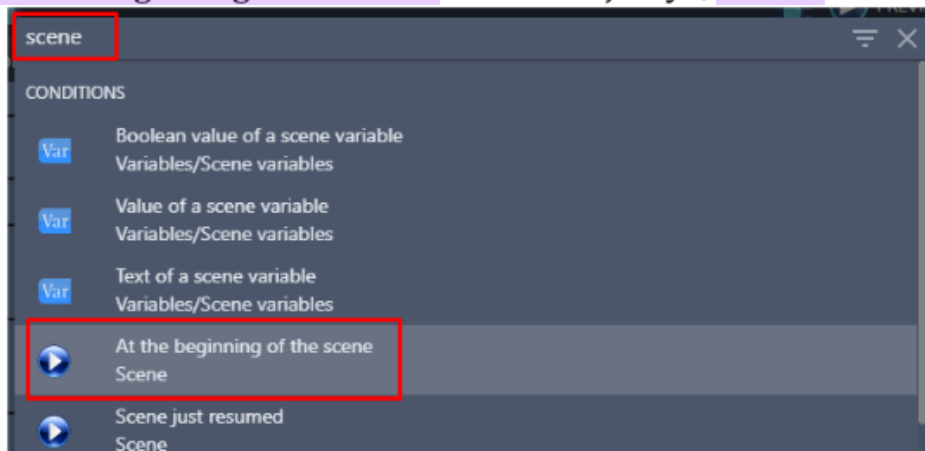 scene
CONDITIONS
Var
Boolean value of a scene variable
Variables/Scene variables
Var
Value of a scene variable
Variables/Scene variables
Var
Text of a scene variable
Variables/Scene variables
At the beginning of the scene
Scene
Scene just resumed
Scene